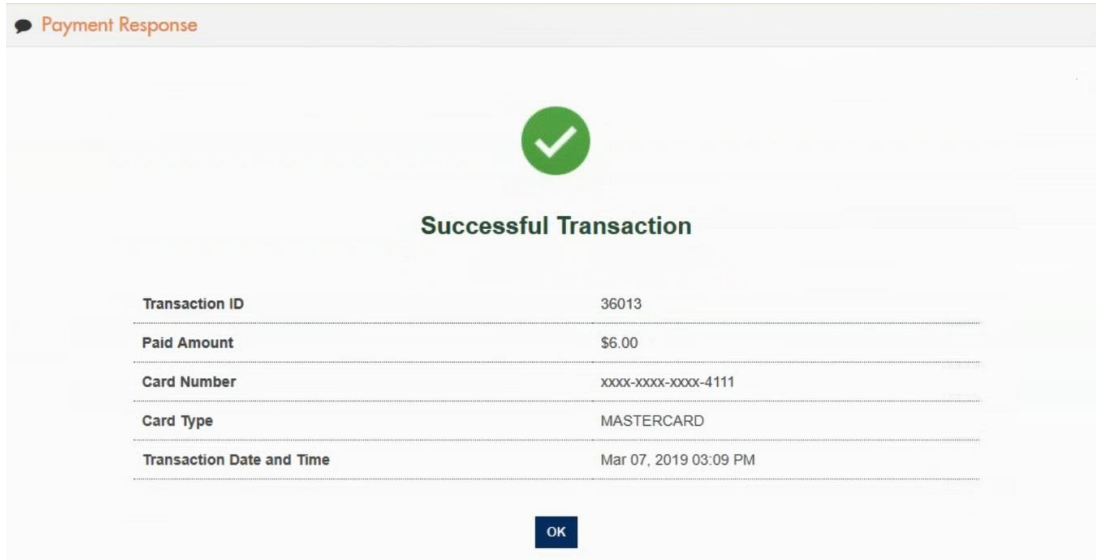 Payment Response
Successful Transaction
Transaction ID 36013
Paid Amount $6.00
Card Number xxxx-xxxx-xxxx-4111
Card Type MASTERCARD
Transaction Date and Time Mar 07, 2019 03:09 PM
OK